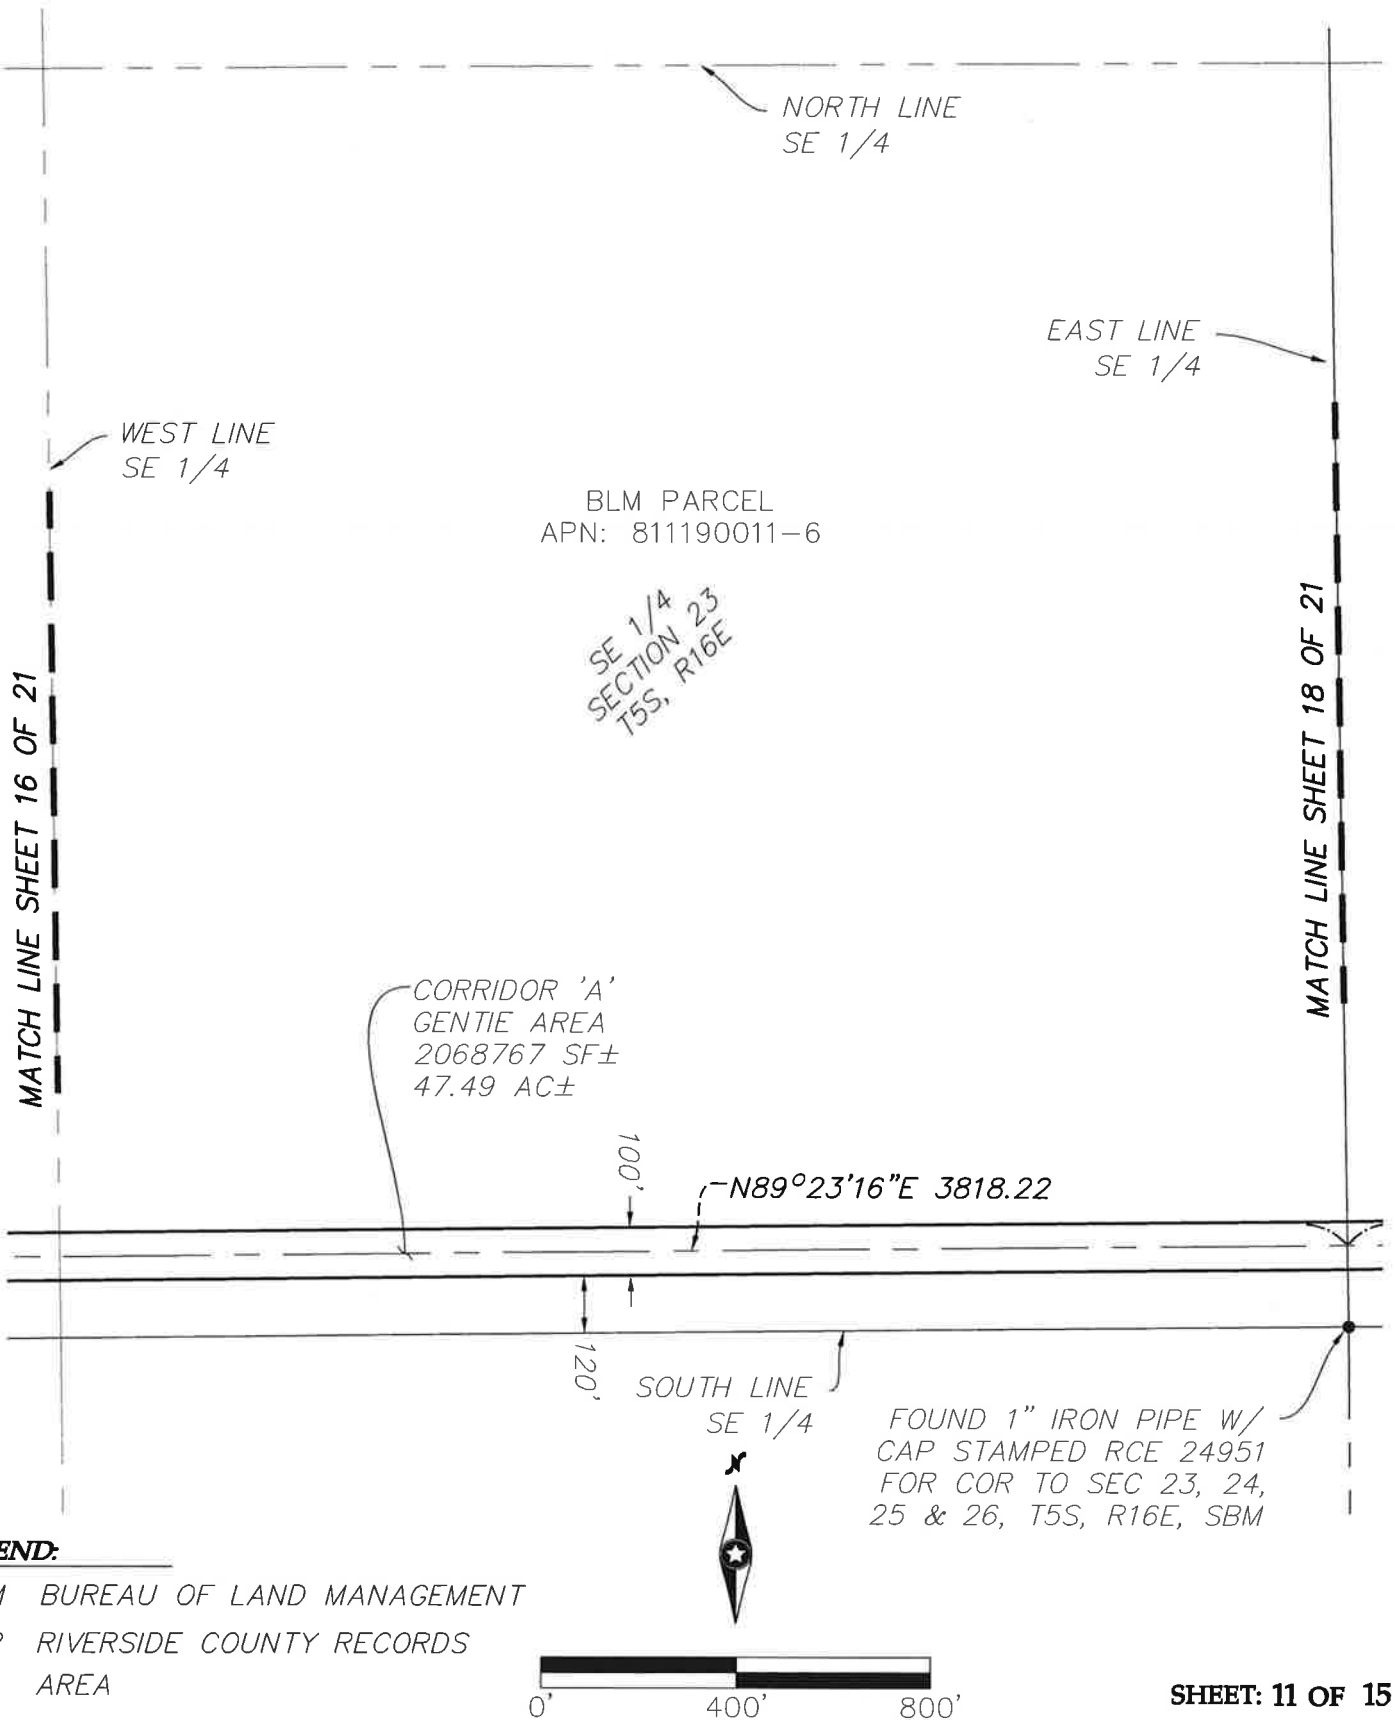 NORTH LINE
SE 1/4
EAST LINE
SE 1/4
WEST LINE
SE 1/4
BLM PARCEL
APN: 811190011-6
SE 1/4
SECTION 23
T5S, R16E
MATCH LINE SHEET 16 OF 21
MATCH LINE SHEET 18 OF 21
CORRIDOR 'A'
GENTIE AREA
2068767 SF±
47.49 AC±
100'
N89°23'16"E 3818.22
120'
SOUTH LINE
SE 1/4
FOUND 1" IRON PIPE W/
CAP STAMPED RCE 24951
FOR COR TO SEC 23, 24,
25 & 26, T5S, R16E, SBM
N
END:
M BUREAU OF LAND MANAGEMENT
RIVERSIDE COUNTY RECORDS
AREA
0' 400' 800'
SHEET: 11 OF 15